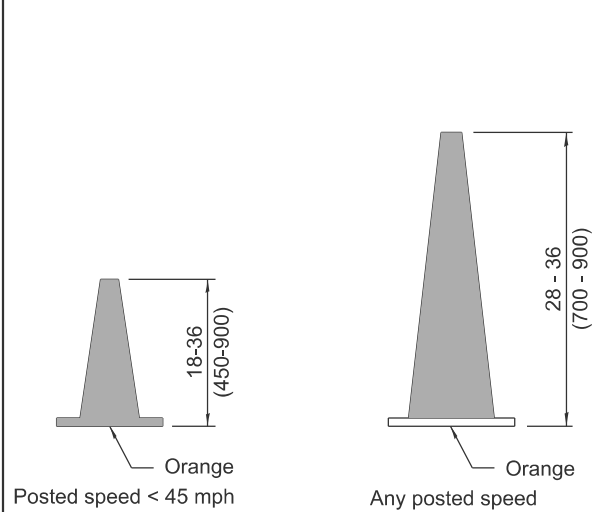 18-36
(450-900)
Orange
Posted speed < 45 mph
28 - 36
(700 - 900)
Orange
Any posted speed